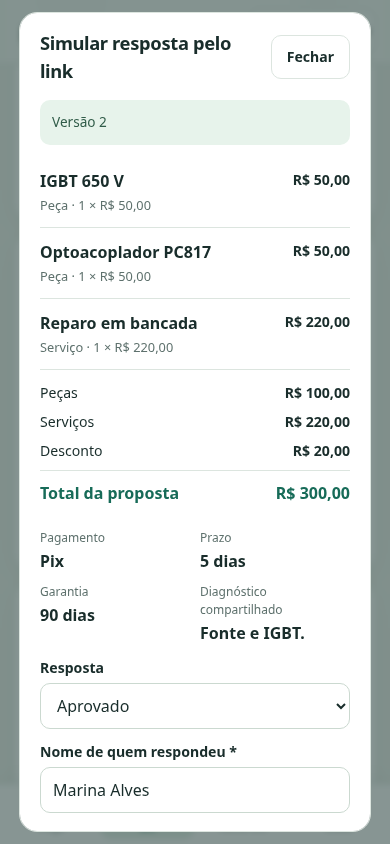 Simular resposta pelo
link
Fechar
Versão 2
IGBT 650 V
R$ 50,00
Peça · 1 × R$ 50,00
Optoacoplador PC817
R$ 50,00
Peça · 1 × R$ 50,00
Reparo em bancada
R$ 220,00
Serviço · 1 × R$ 220,00
Peças
R$ 100,00
Serviços
R$ 220,00
Desconto
R$ 20,00
Total da proposta
R$ 300,00
Pagamento
Pix
Prazo
5 dias
Garantia
90 dias
Diagnóstico
compartilhado
Fonte e IGBT.
Resposta
Aprovado
Nome de quem respondeu *
Marina Alves